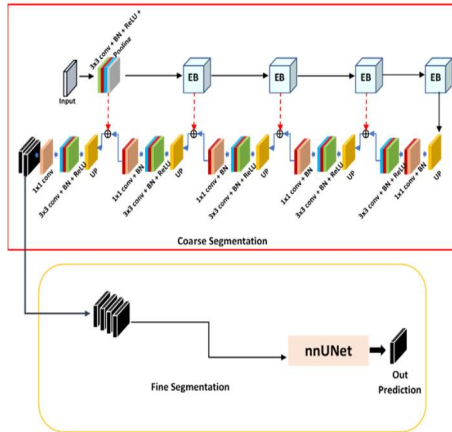 3x3 conv + BN + ReLU +
Pooling
Input
EB
EB
EB
EB
1x1 conv
3x3 conv + BN + ReLU
UP
1x1 conv + BN
3x3 conv + BN + ReLU
UP
1x1 conv + BN
3x3 conv + BN + ReLU
UP
1x1 conv + BN
3x3 conv + BN + ReLU
UP
3x3 conv + BN + ReLU
1x1 conv + BN
UP
Coarse Segmentation
nnUNet
Fine Segmentation
Out
Prediction